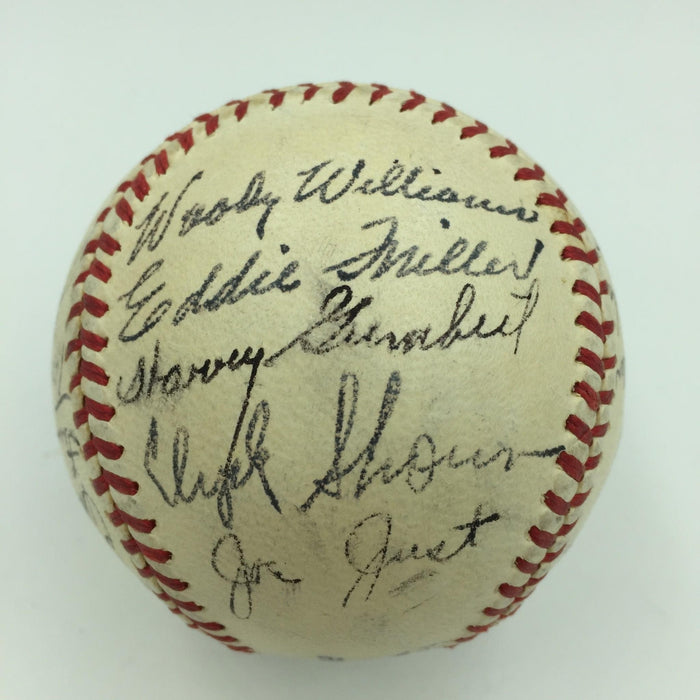 Woody Williams
Eddie Miller
Harry Gumbert
Clyde Shoun
Joe Just